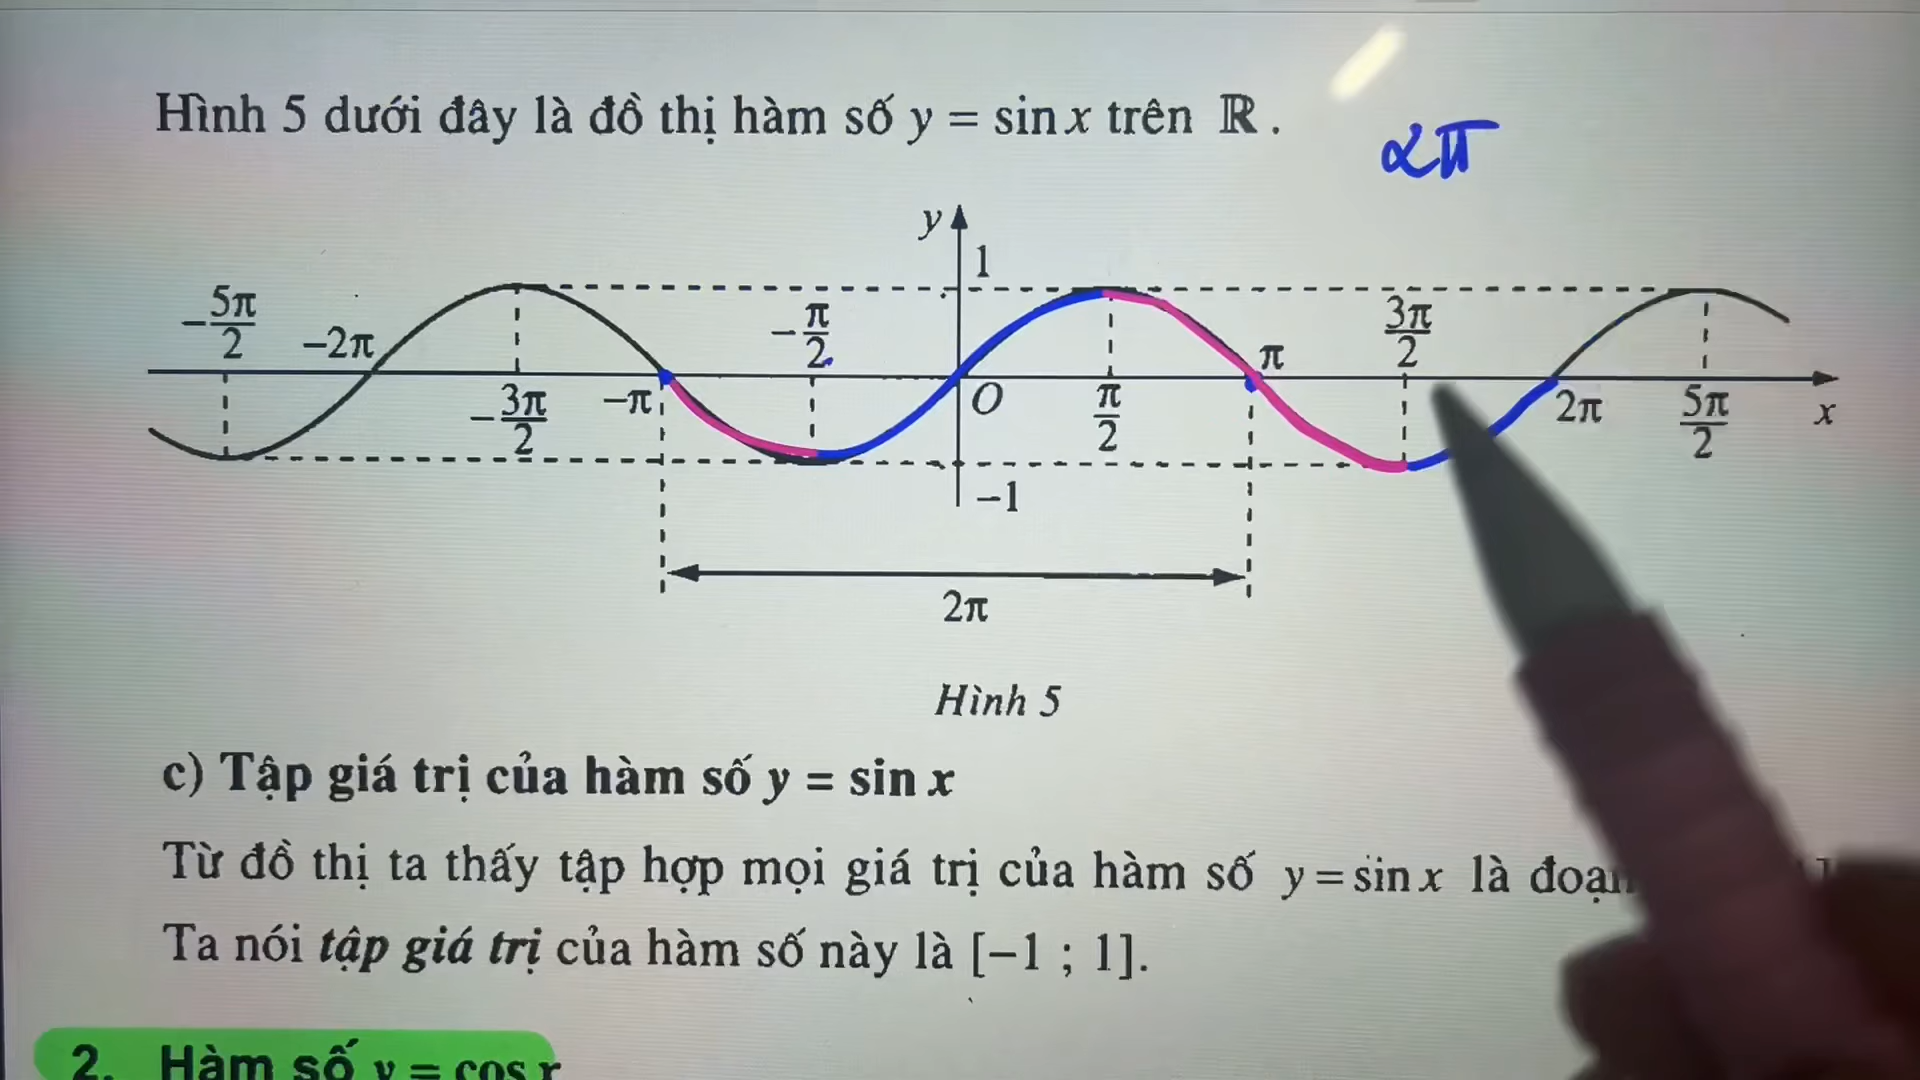 Hình 5 dưới đây là đồ thị hàm số y = sin x trên ℝ.
2π
y
1
-5π/2
-2π
-3π/2
-π
-π/2
O
π/2
π
3π/2
2π
5π/2
x
-1
2π
Hình 5
c) Tập giá trị của hàm số y = sin x
Từ đồ thị ta thấy tập hợp mọi giá trị của hàm số y = sin x là đoạn
Ta nói tập giá trị của hàm số này là [-1 ; 1].
2. Hàm số y = cos x